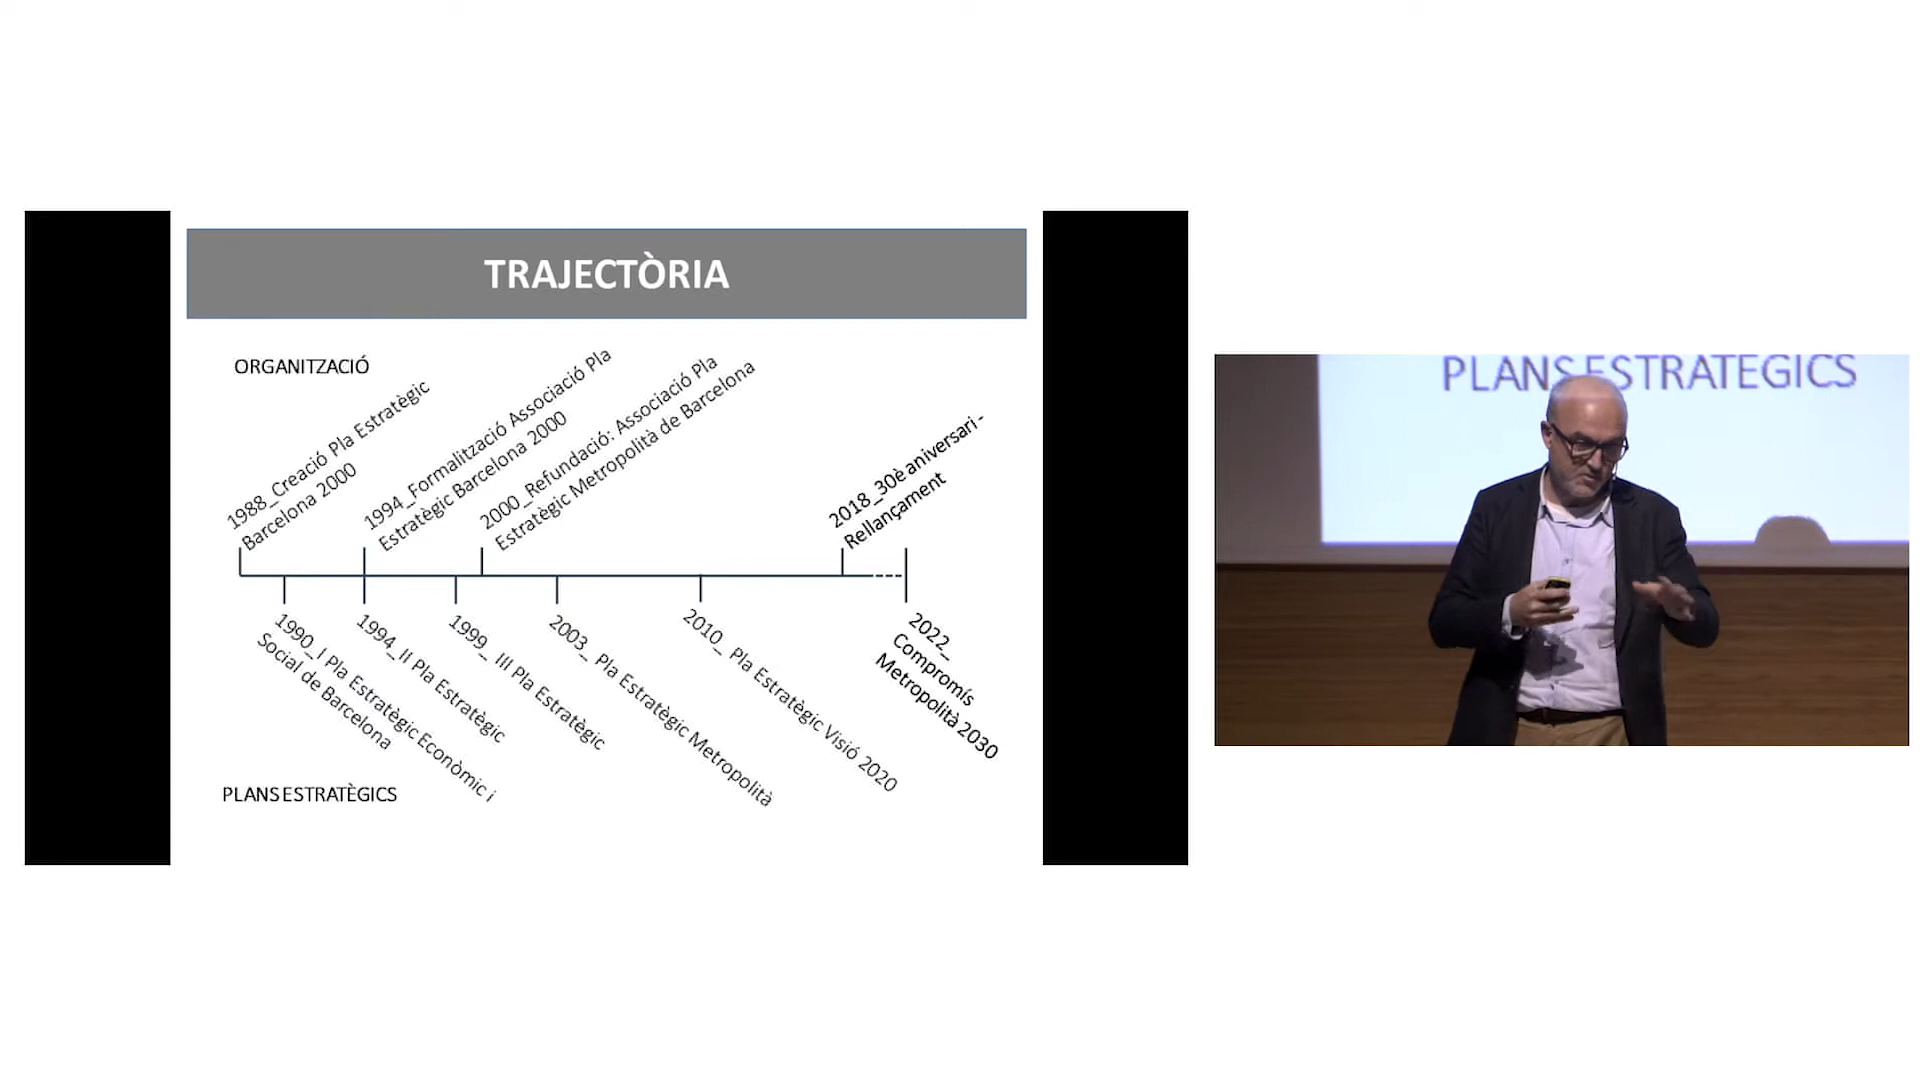 TRAJECTÒRIA
ORGANITZACIÓ
1988_Creació Pla Estratègic
Barcelona 2000
1994_Formalització Associació Pla
Estratègic Barcelona 2000
2000_Refundació: Associació Pla
Estratègic Metropolità de Barcelona
2018_30è aniversari -
Rellançament
1990_I Pla Estratègic Econòmic i
Social de Barcelona
1994_II Pla Estratègic
1999_ III Pla Estratègic
2003_ Pla Estratègic Metropolità
2010_ Pla Estratègic Visió 2020
2022_
Compromís
Metropolità 2030
PLANS ESTRATÈGICS
PLANS ESTRATEGICS